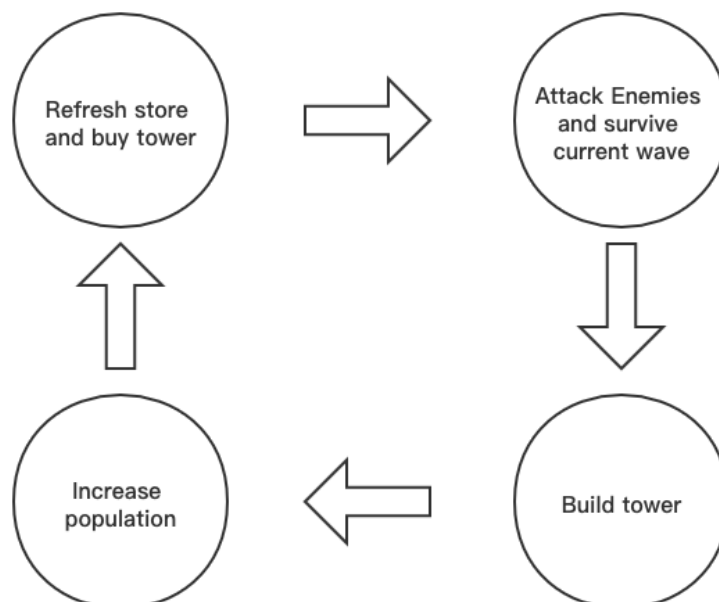 Refresh store
and buy tower
Attack Enemies
and survive
current wave
Increase
population
Build tower